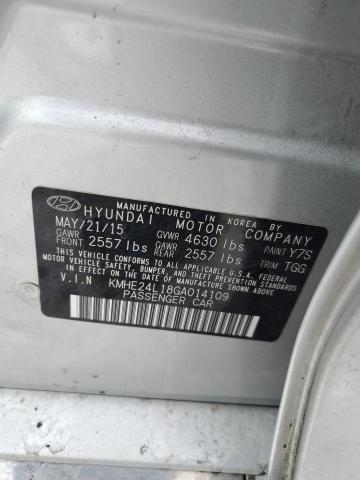 MANUFACTURED IN KOREA BY
HYUNDAI MOTOR COMPANY
MAY/21/15 GVWR 4630 lbs. PAINT Y7S
GAWR FRONT 2557 lbs GAWR REAR 2557 lbs TRIM TGG
THIS VEHICLE CONFORMS TO ALL APPLICABLE U.S.A. FEDERAL
MOTOR VEHICLE SAFETY, BUMPER, AND THEFT PREVENTION STANDARDS
IN EFFECT ON THE DATE OF MANUFACTURE SHOWN ABOVE.
V.I.N KMHE24L18GA014109
PASSENGER CAR